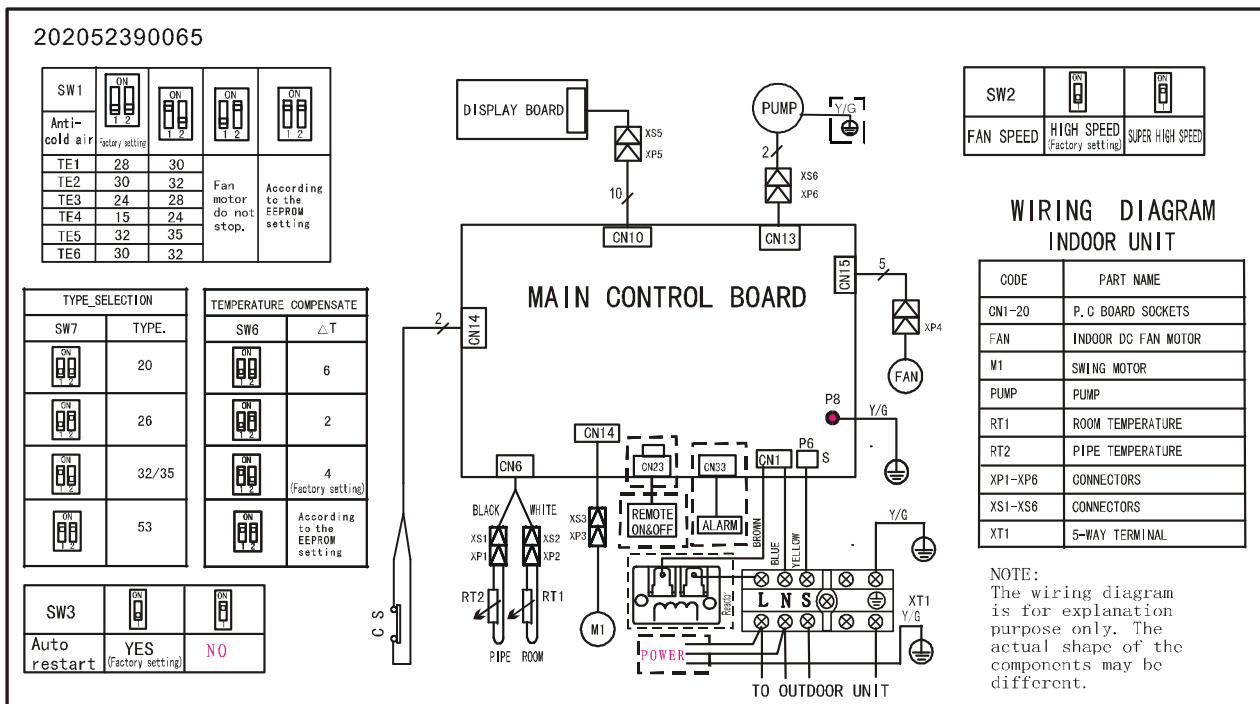 202052390065
SW1
ON
1 2
ON
1 2
ON
1 2
ON
1 2
Anti-
cold air
Factory setting
TE1 28 30
TE2 30 32
TE3 24 28
TE4 15 24
TE5 32 35
TE6 30 32
Fan
motor
do not
stop.
According
to the
EEPROM
setting
TYPE_SELECTION
SW7 TYPE.
ON
1 2
20
ON
1 2
26
ON
1 2
32/35
ON
1 2
53
TEMPERATURE COMPENSATE
SW6 △T
ON
1 2
6
ON
1 2
2
ON
1 2
4
(Factory setting)
ON
1 2
According
to the
EEPROM
setting
SW3
ON
1
ON
1
Auto
restart
YES
(Factory setting)
NO
DISPLAY BOARD
XS5
XP5
10
CN10
PUMP
Y/G
2
XS6
XP6
CN13
MAIN CONTROL BOARD
CN15
5
XP4
FAN
2
CN14
C S
P8
Y/G
CN14
CN6
CN23
CN33
CN1
P6
S
BLACK
WHITE
XS1
XP1
XS2
XP2
RT2
RT1
PIPE ROOM
XS3
XP3
M1
REMOTE
ON&OFF
ALARM
BROWN
BLUE
YELLOW
Reactor
L N S
Y/G
XT1
Y/G
POWER
TO OUTDOOR UNIT
SW2
ON
1
ON
1
FAN SPEED
HIGH SPEED
(Factory setting)
SUPER HIGH SPEED
WIRING DIAGRAM
INDOOR UNIT
CODE PART NAME
CN1-20 P.C BOARD SOCKETS
FAN INDOOR DC FAN MOTOR
M1 SWING MOTOR
PUMP PUMP
RT1 ROOM TEMPERATURE
RT2 PIPE TEMPERATURE
XP1-XP6 CONNECTORS
XS1-XS6 CONNECTORS
XT1 5-WAY TERMINAL
NOTE:
The wiring diagram
is for explanation
purpose only. The
actual shape of the
components may be
different.